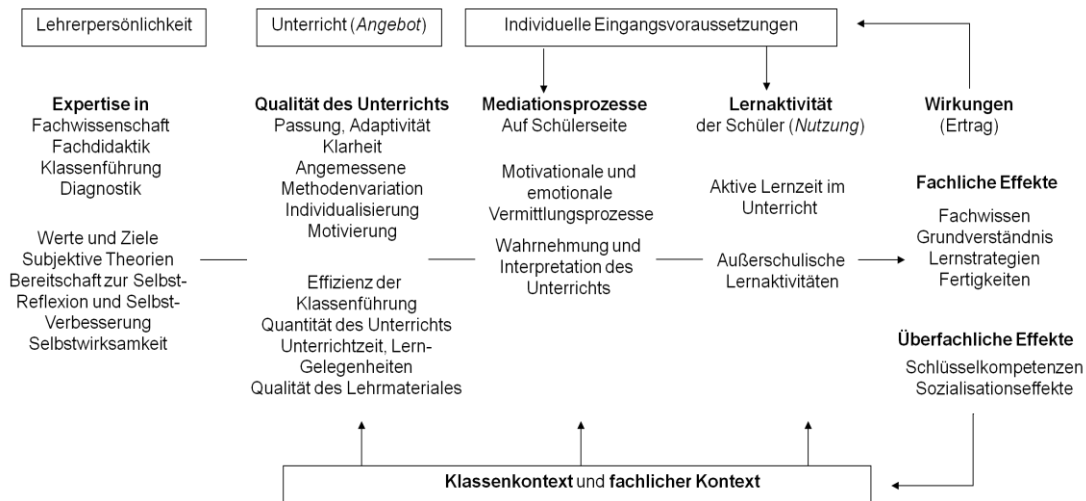 Lehrerpersönlichkeit
Unterricht (Angebot)
Individuelle Eingangsvoraussetzungen
Expertise in
Fachwissenschaft
Fachdidaktik
Klassenführung
Diagnostik
Werte und Ziele
Subjektive Theorien
Bereitschaft zur Selbst-
Reflexion und Selbst-
Verbesserung
Selbstwirksamkeit
Qualität des Unterrichts
Passung, Adaptivität
Klarheit
Angemessene
Methodenvariation
Individualisierung
Motivierung
Effizienz der
Klassenführung
Quantität des Unterrichts
Unterrichtzeit, Lern-
Gelegenheiten
Qualität des Lehrmateriales
Mediationsprozesse
Auf Schülerseite
Motivationale und
emotionale
Vermittlungsprozesse
Wahrnehmung und
Interpretation des
Unterrichts
Lernaktivität
der Schüler (Nutzung)
Aktive Lernzeit im
Unterricht
Außerschulische
Lernaktivitäten
Wirkungen
(Ertrag)
Fachliche Effekte
Fachwissen
Grundverständnis
Lernstrategien
Fertigkeiten
Überfachliche Effekte
Schlüsselkompetenzen
Sozialisationseffekte
Klassenkontext und fachlicher Kontext